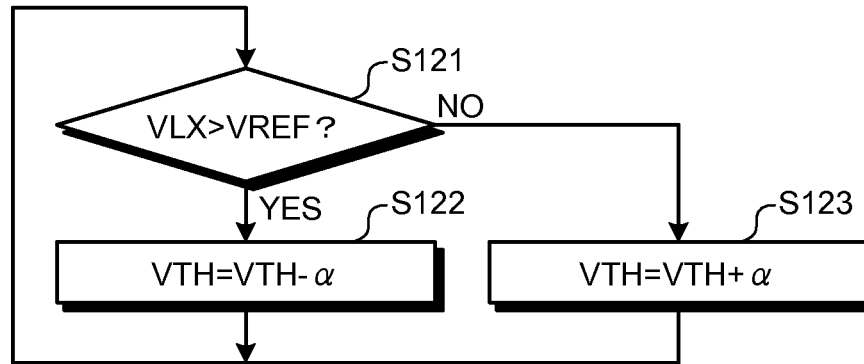 S121
VLX>VREF?
NO
YES
S122
VTH=VTH-α
S123
VTH=VTH+α